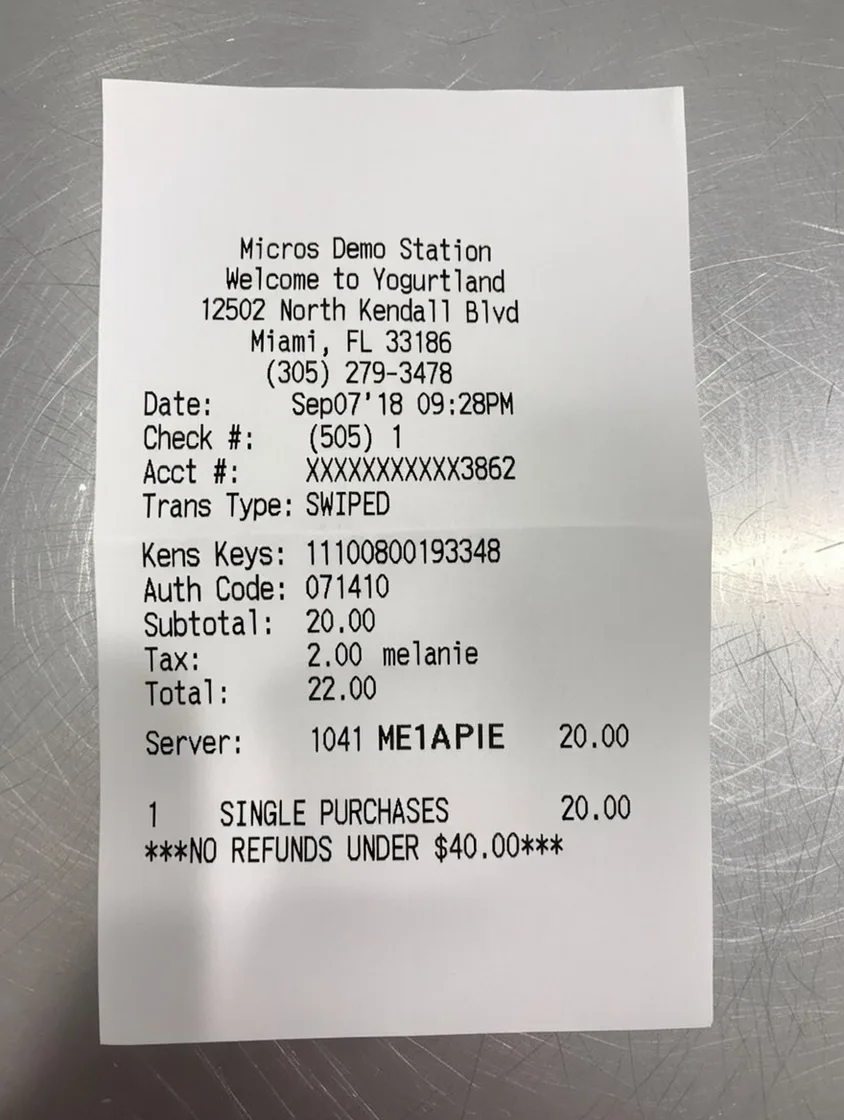 Micros Demo Station
Welcome to Yogurtland
12502 North Kendall Blvd
Miami, FL 33186
(305) 279-3478
Date: Sep07'18 09:28PM
Check #: (505) 1
Acct #: XXXXXXXXXXX3862
Trans Type: SWIPED
Kens Keys: 11100800193348
Auth Code: 071410
Subtotal: 20.00
Tax: 2.00 melanie
Total: 22.00
Server: 1041 ME1APIE 20.00
1 SINGLE PURCHASES 20.00
***NO REFUNDS UNDER $40.00***